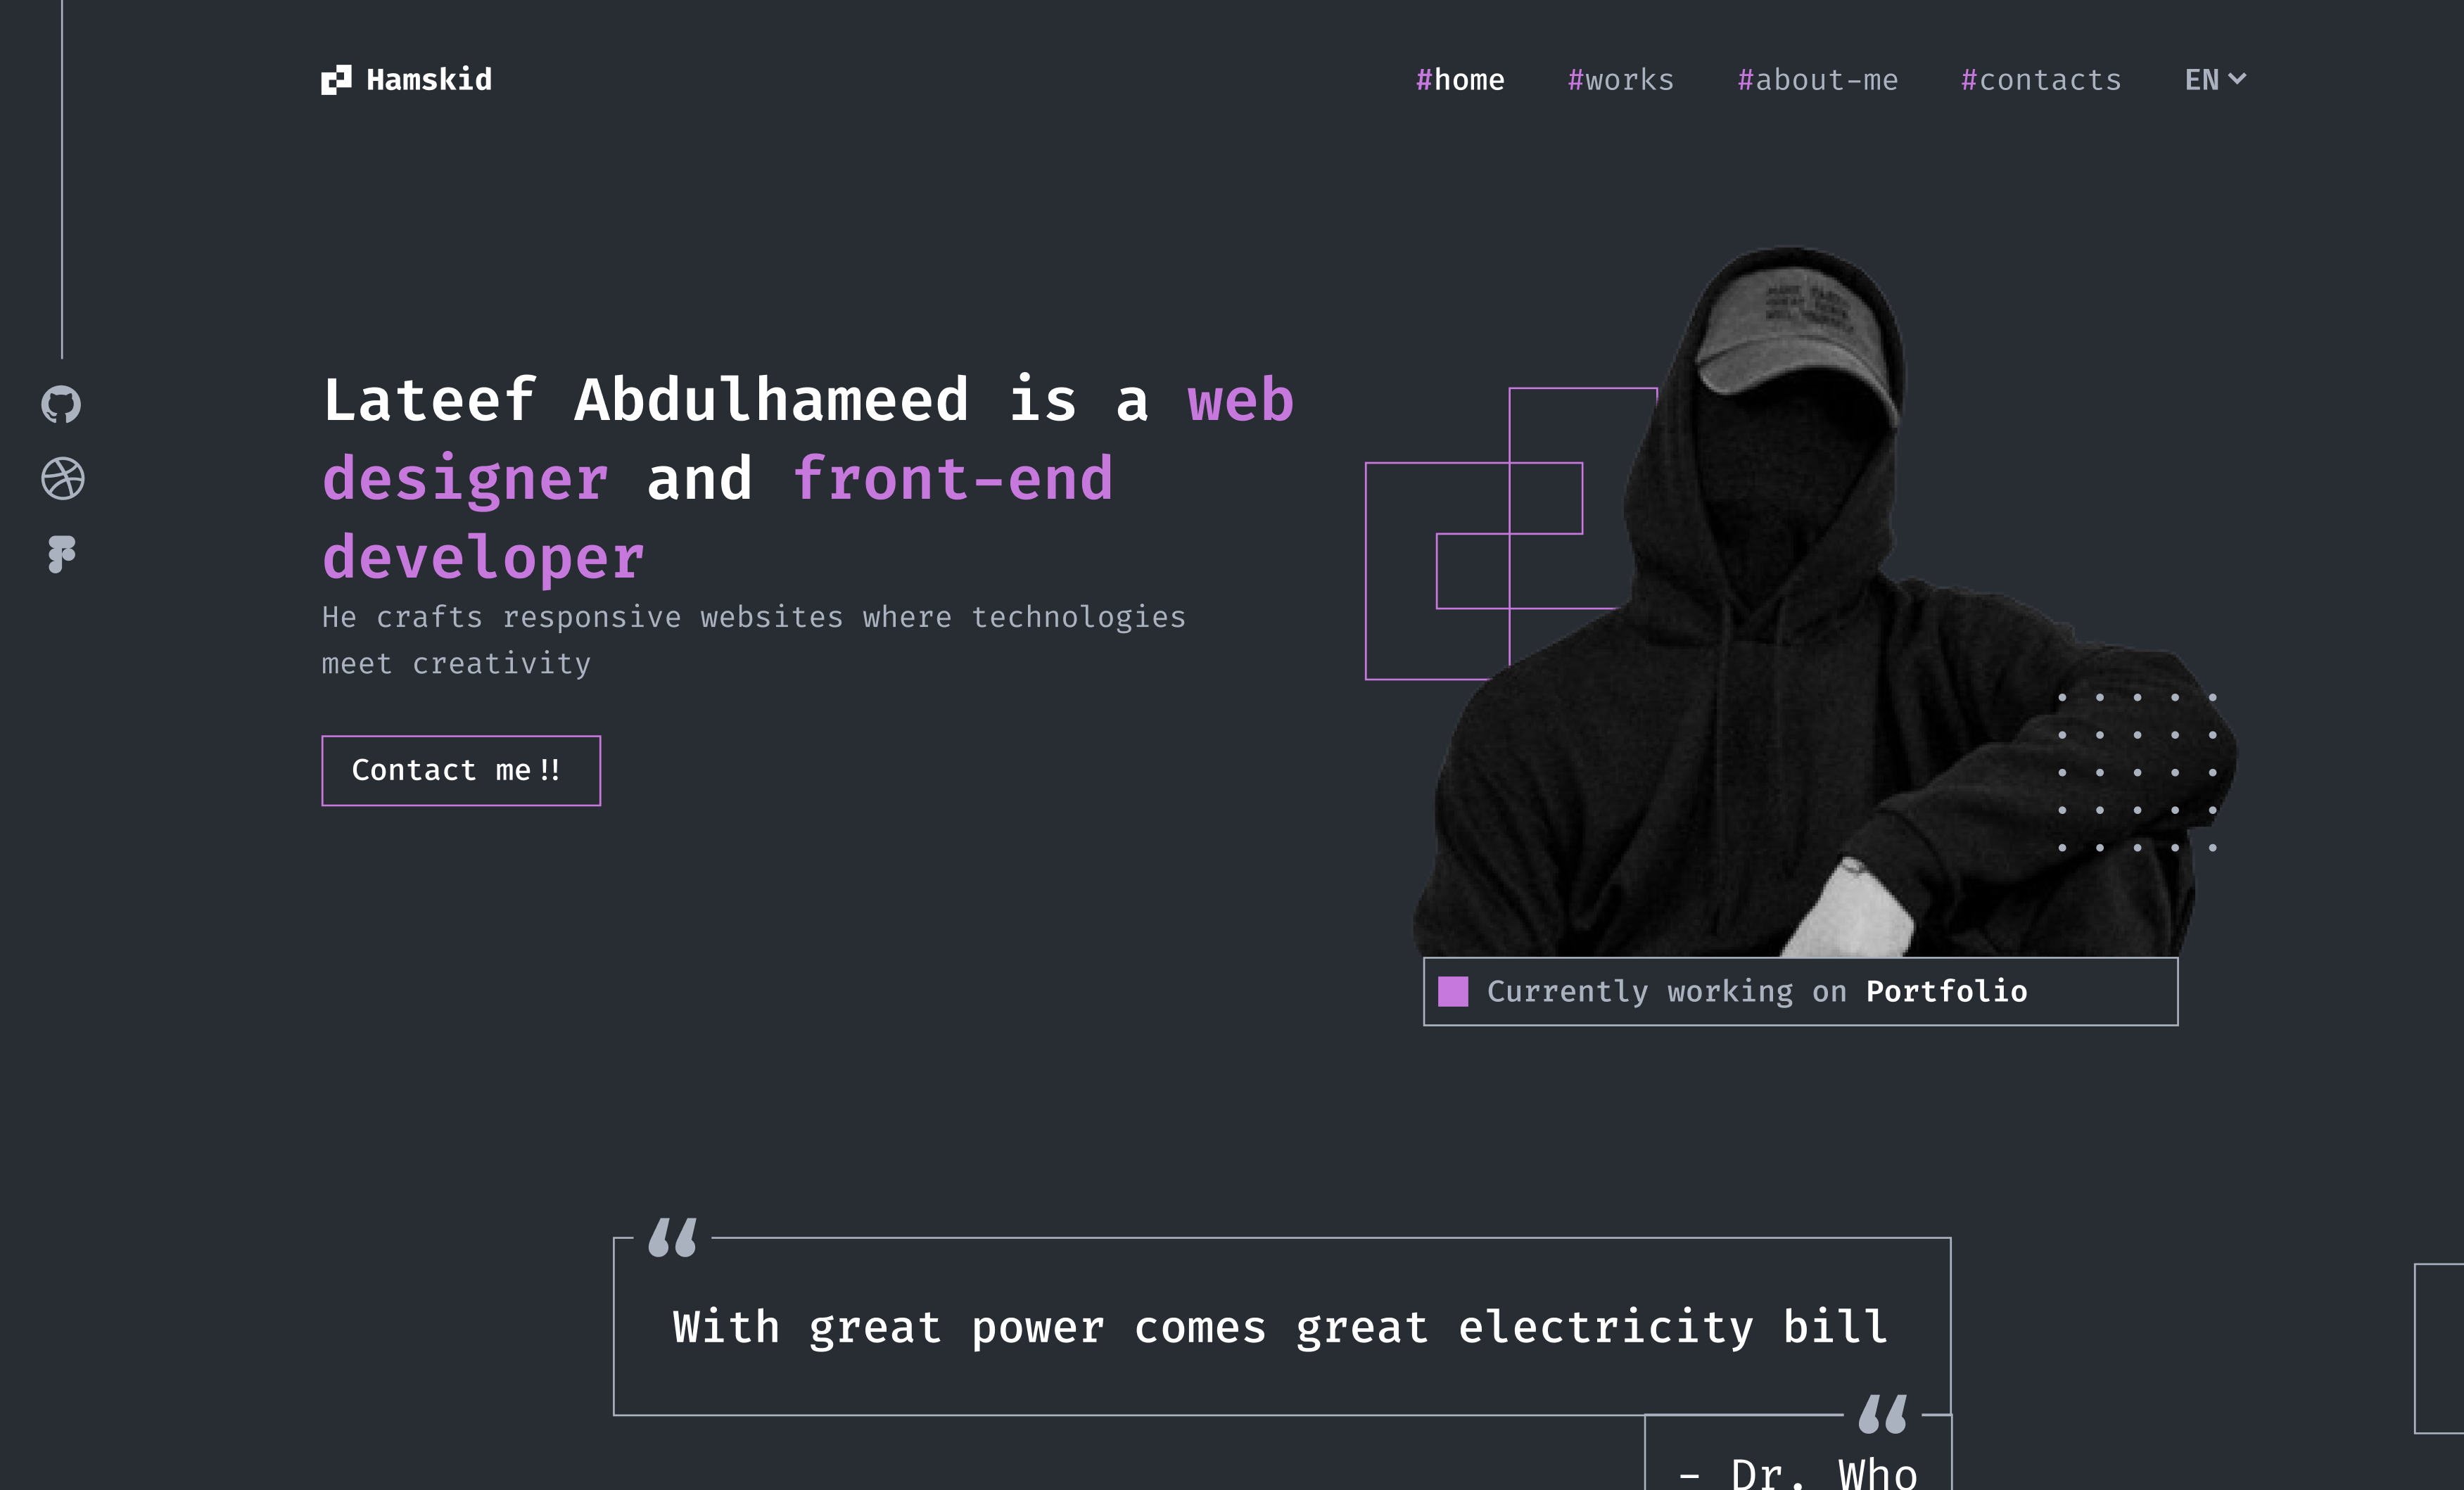 Hamskid
#home #works #about-me #contacts EN
Lateef Abdulhameed is a web
designer and front-end
developer
He crafts responsive websites where technologies
meet creativity
Contact me!!
Currently working on Portfolio
“
With great power comes great electricity bill
“
- Dr. Who